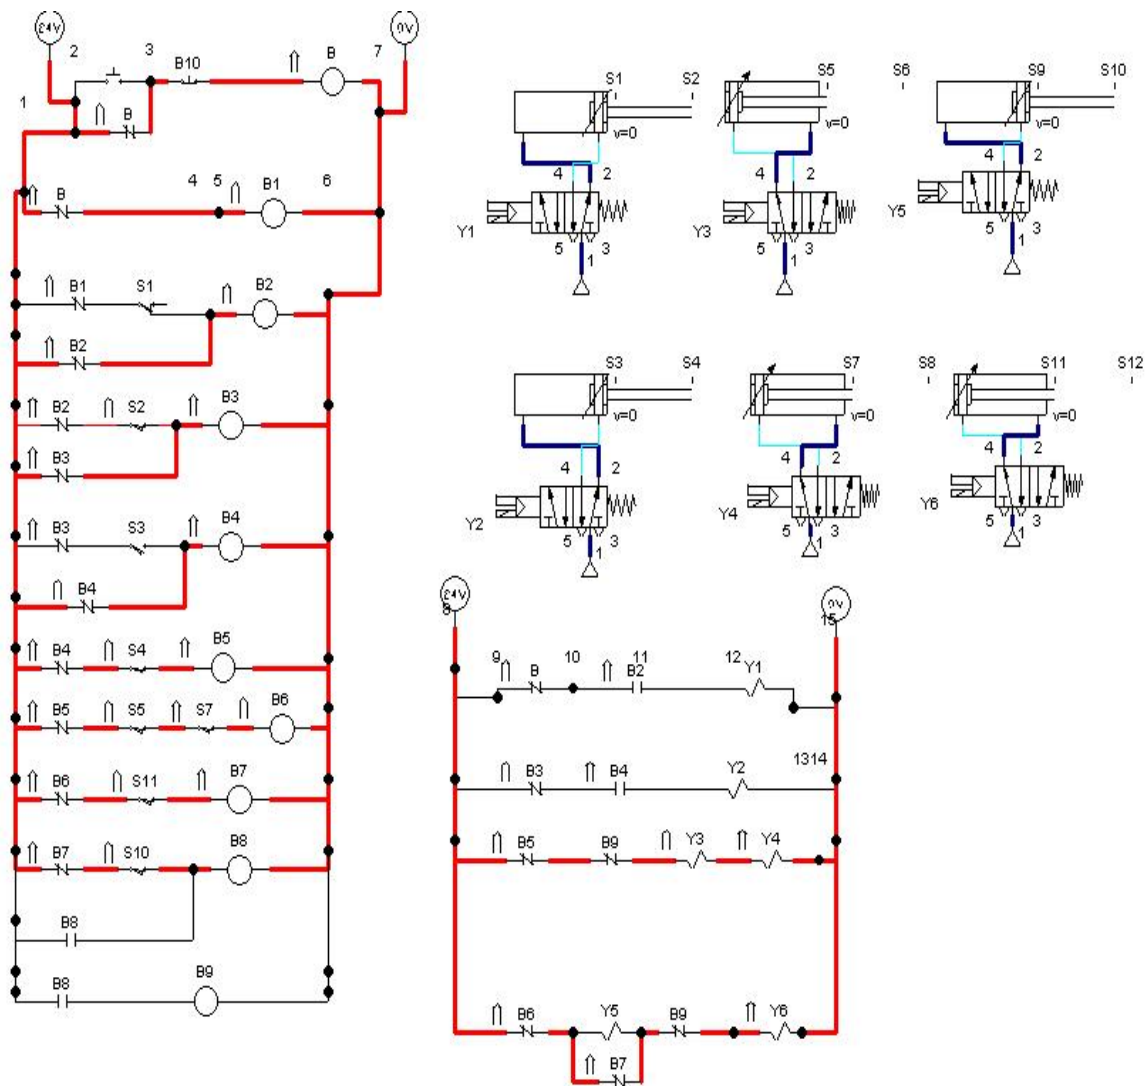 24V 0V
2 3 B10 B 7
1
B
B 4 5 B1 6
B1 S1 B2
B2
B2 S2 B3
B3
B3 S3 B4
B4
B4 S4 B5
B5 S5 S7 B6
B6 S11 B7
B7 S10 B8
B8
B8 B9
S1 S2 S5 S6 S9 S10
v=0 v=0 v=0
4 2 4 2 4 2
Y1 Y3 Y5
5 3 5 3 5 3
1 1 1
S3 S4 S7 S8 S11 S12
v=0 v=0 v=0
4 2 4 2 4 2
Y2 Y4 Y6
5 3 5 3 5 3
1 1 1
24V 0V
8 15
9 B 10 B2 11 12 Y1
1314
B3 B4 Y2
B5 B9 Y3 Y4
B6 Y5 B9 Y6
B7